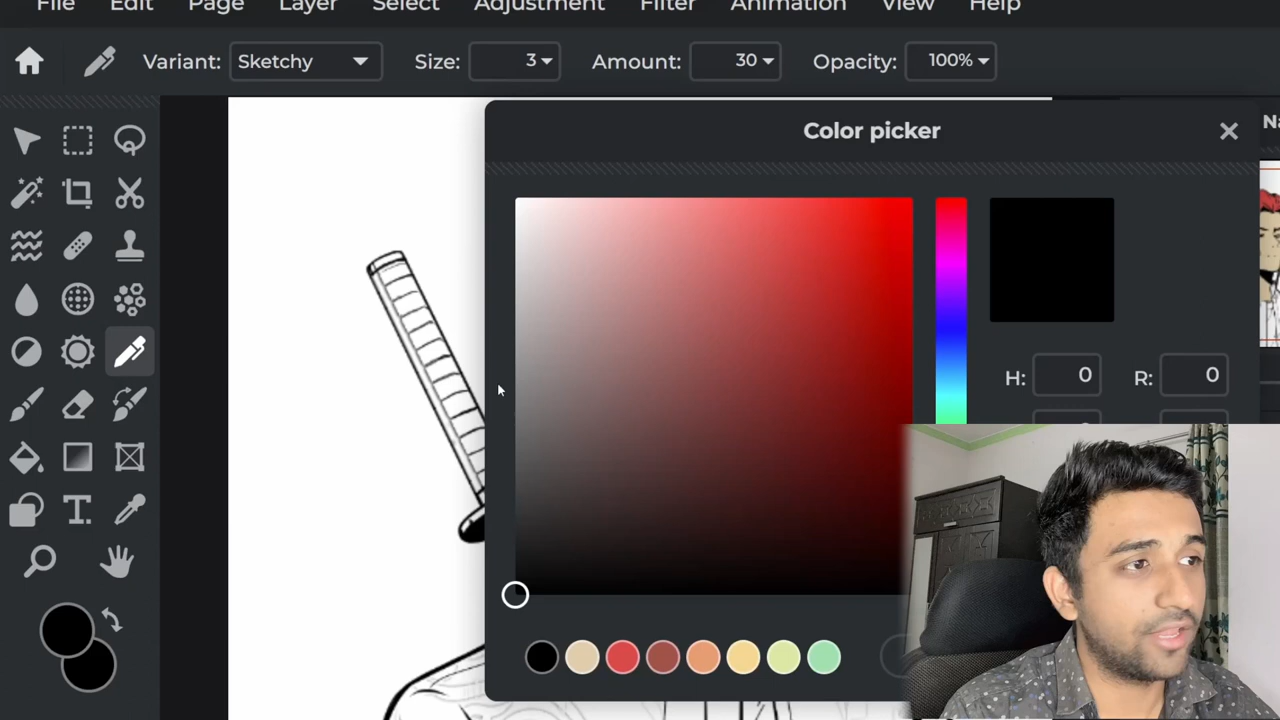 File Edit Page Layer Select Adjustment Filter Animation View Help
Variant: Sketchy Size: 3 Amount: 30 Opacity: 100%
Color picker
Na
H: 0 R: 0
T.